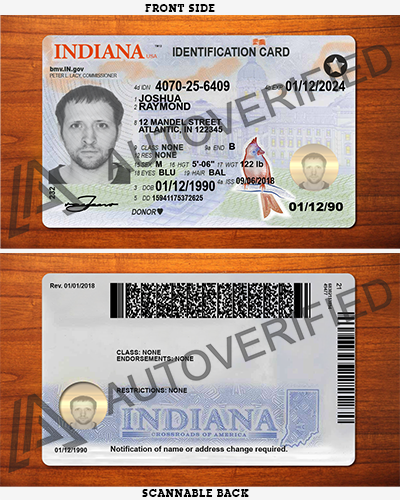 FRONT SIDE
INDIANA USA
IDENTIFICATION CARD
bmv.IN.gov
PETER L. LACY, COMMISSIONER
4d IDN 4070-25-6409 4b EXP 01/12/2024
1 JOSHUA
2 RAYMOND
8 12 MANDEL STREET
ATLANTIC, IN 122345
9 CLASS NONE 9a END B
12 RES NONE
15 SEX M 16 HGT 5'-06" 17 WGT 122 lb
18 EYES BLU 19 HAIR BAL 4a ISS 09/06/2018
3 DOB 01/12/1990
5 DD 15941175372625
DONOR
01/12/90
232
AUTOVERIFIED
Rev. 01/01/2018
21
CLASS: NONE
ENDORSEMENTS: NONE
RESTRICTIONS: NONE
INDIANA
CROSSROADS OF AMERICA
01/12/1990
Notification of name or address change required.
AUTOVERIFIED
SCANNABLE BACK